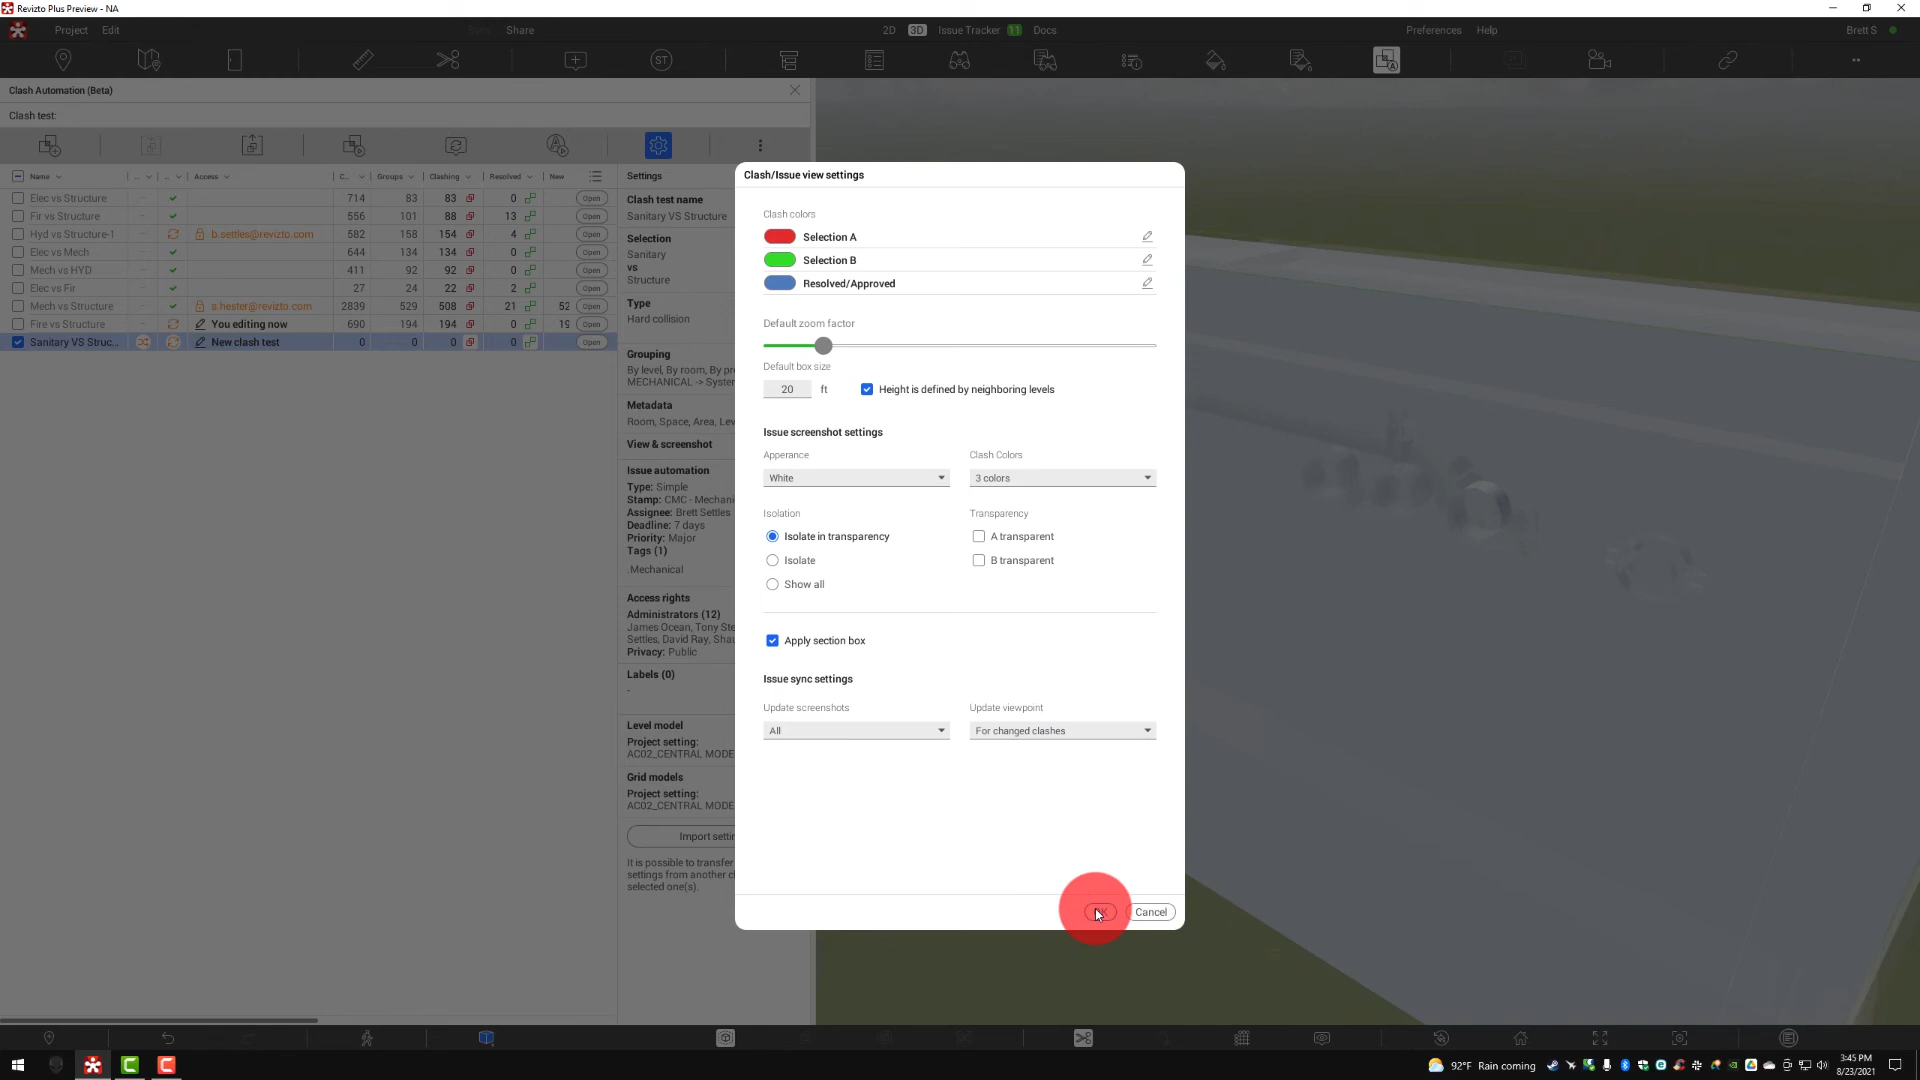 Revizto Plus Preview - NA
Project Edit Share 2D 3D Issue Tracker 11 Docs Preferences Help Brett S
ST
Clash Automation (Beta)
Clash test:
Name Access C... Groups Clashing Resolved New
Elec vs Structure 714 83 83 0 Open
Fir vs Structure 556 101 88 13 Open
Hyd vs Structure-1 b.settles@revizto.com 582 158 154 4 Open
Elec vs Mech 644 134 134 0 Open
Mech vs HYD 411 92 92 0 Open
Elec vs Fir 27 24 22 2 Open
Mech vs Structure s.hester@revizto.com 2839 529 508 21 52 Open
Fire vs Structure You editing now 690 194 194 0 19 Open
Sanitary VS Struc... New clash test 0 0 0 0 Open
Settings
Clash test name
Sanitary VS Structure
Selection
Sanitary
vs
Structure
Type
Hard collision
Grouping
By level, By room, By pr
MECHANICAL -> System
Metadata
Room, Space, Area, Lev
View & screenshot
Issue automation
Type: Simple
Stamp: CMC - Mechani
Assignee: Brett Settles
Deadline: 7 days
Priority: Major
Tags (1)
.Mechanical
Access rights
Administrators (12)
James Ocean, Tony Ste
Settles, David Ray, Shau
Privacy: Public
Labels (0)
-
Level model
Project setting:
AC02_CENTRAL MODE
Grid models
Project setting:
AC02_CENTRAL MODE
Import settin
It is possible to transfer
settings from another cl
selected one(s).
Clash/Issue view settings
Clash colors
Selection A
Selection B
Resolved/Approved
Default zoom factor
Default box size
20 ft Height is defined by neighboring levels
Issue screenshot settings
Apperance Clash Colors
White 3 colors
Isolation Transparency
Isolate in transparency A transparent
Isolate B transparent
Show all
Apply section box
Issue sync settings
Update screenshots Update viewpoint
All For changed clashes
Cancel
92°F Rain coming
3:45 PM
8/23/2021